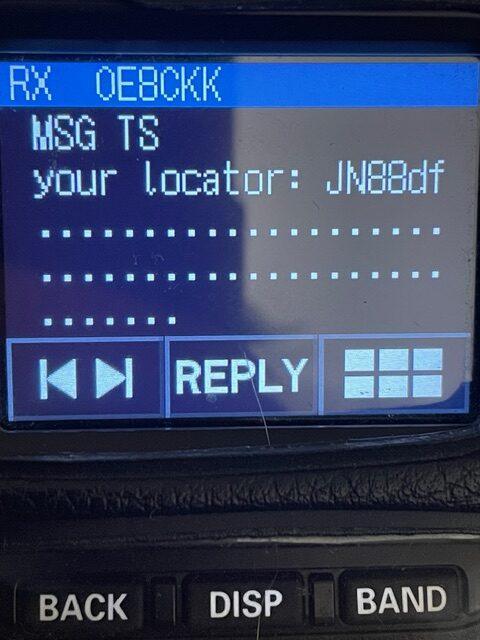 RX OE8CKK
MSG TS
your locator: JN88df
....................
....................
.......
REPLY
BACK DISP BAND